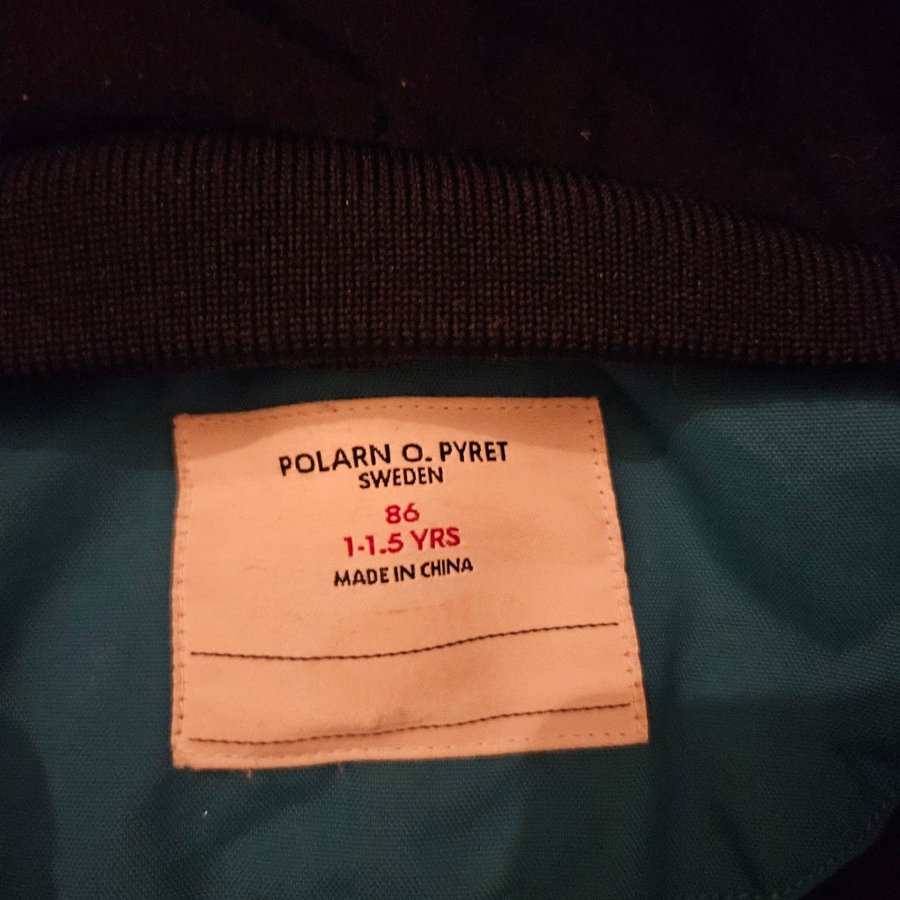 POLARN O. PYRET
SWEDEN
86
1-1.5 YRS
MADE IN CHINA